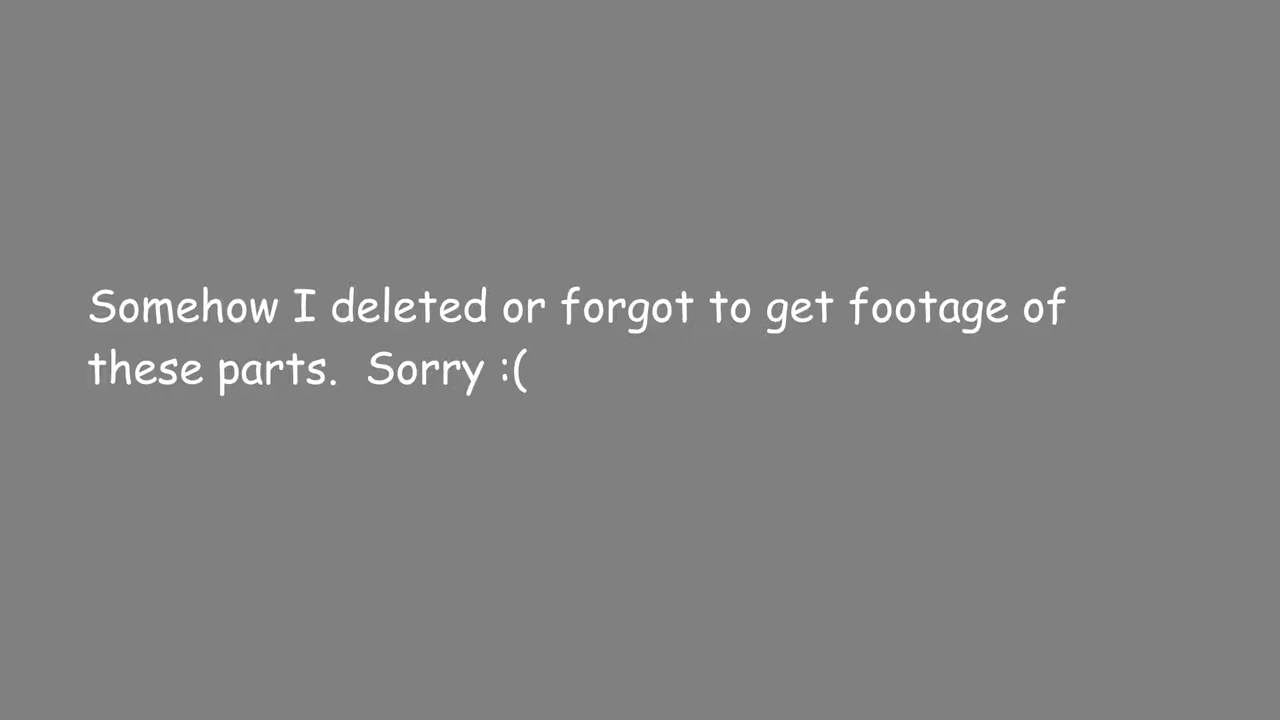 Somehow I deleted or forgot to get footage of
these parts.  Sorry :(